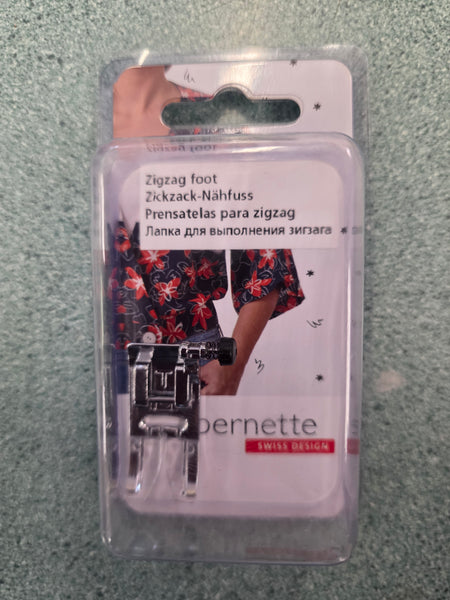 Zigzag foot
Zickzack-Nähfuss
Prensatelas para zigzag
Лапка для выполнения зигзага
bernette
SWISS DESIGN